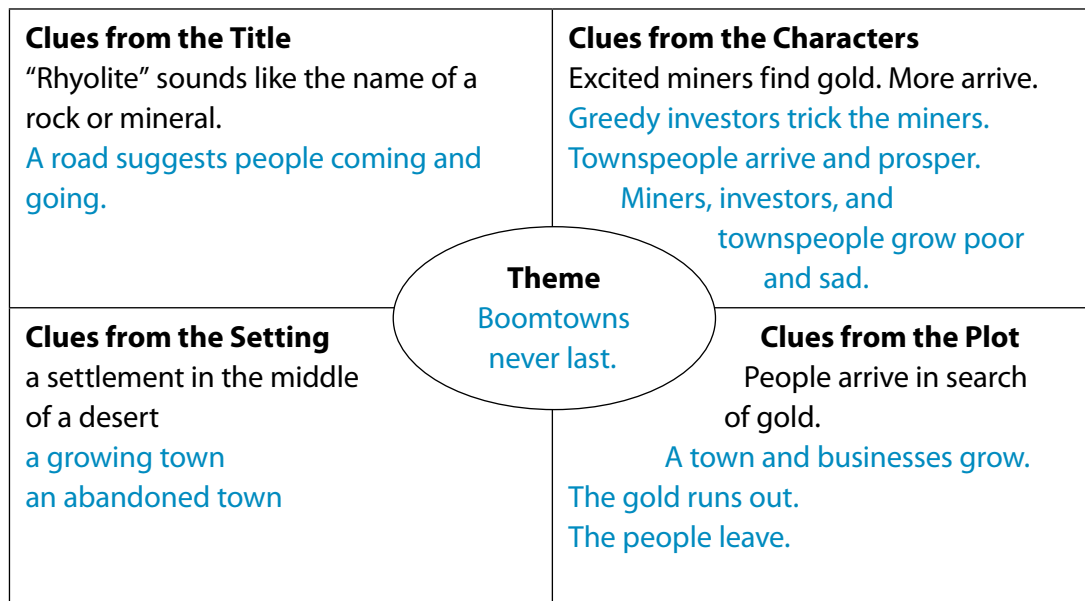 Clues from the Title
“Rhyolite” sounds like the name of a
rock or mineral.
A road suggests people coming and
going.
Clues from the Characters
Excited miners find gold. More arrive.
Greedy investors trick the miners.
Townspeople arrive and prosper.
Miners, investors, and
townspeople grow poor
and sad.
Theme
Boomtowns
never last.
Clues from the Setting
a settlement in the middle
of a desert
a growing town
an abandoned town
Clues from the Plot
People arrive in search
of gold.
A town and businesses grow.
The gold runs out.
The people leave.